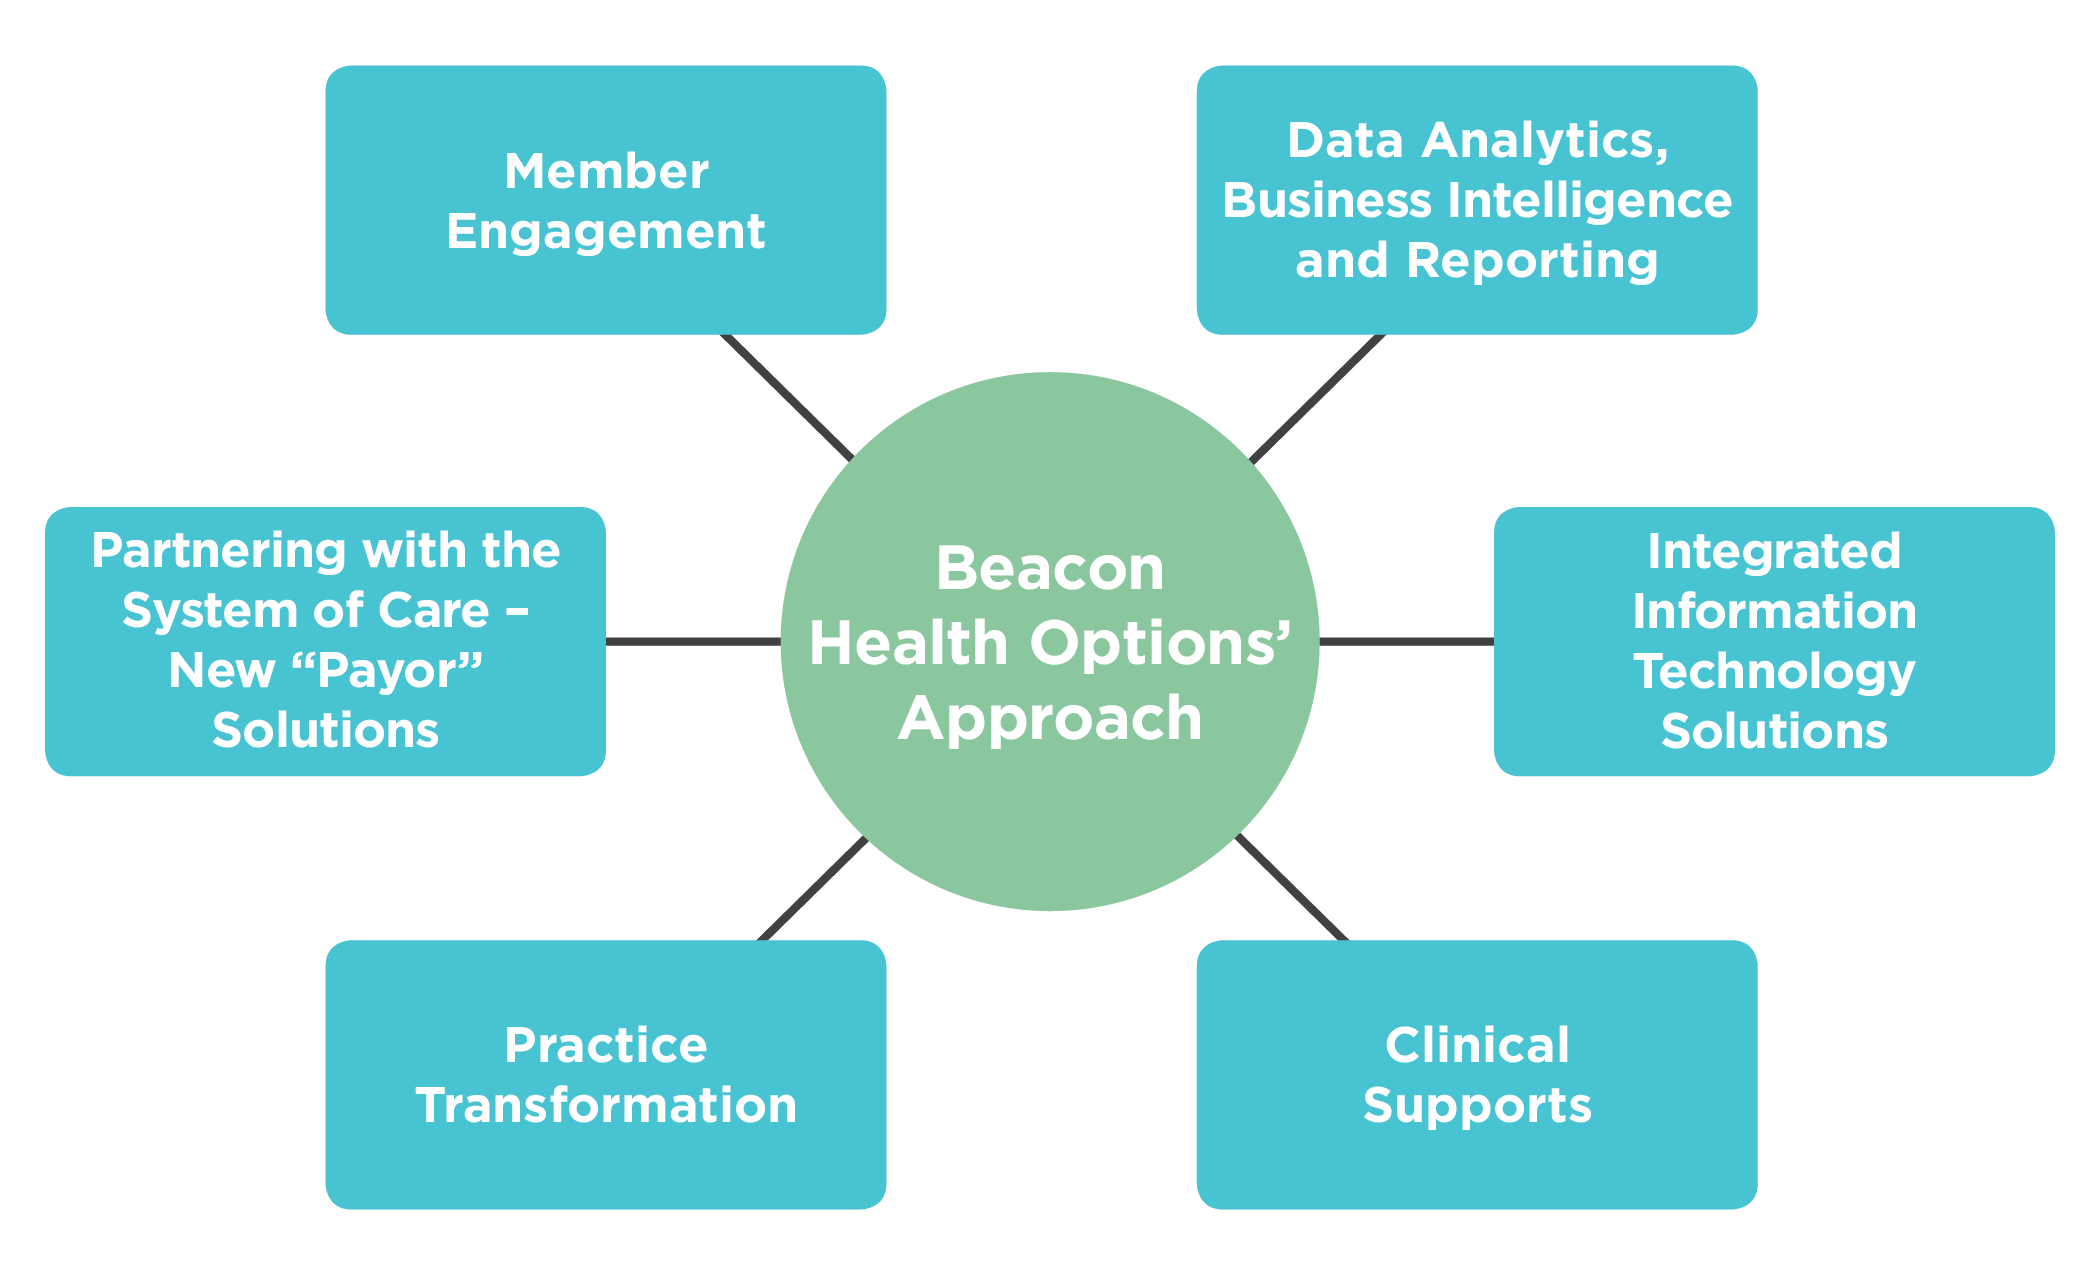 Member
Engagement
Data Analytics,
Business Intelligence
and Reporting
Partnering with the
System of Care –
New “Payor”
Solutions
Beacon
Health Options’
Approach
Integrated
Information
Technology
Solutions
Practice
Transformation
Clinical
Supports